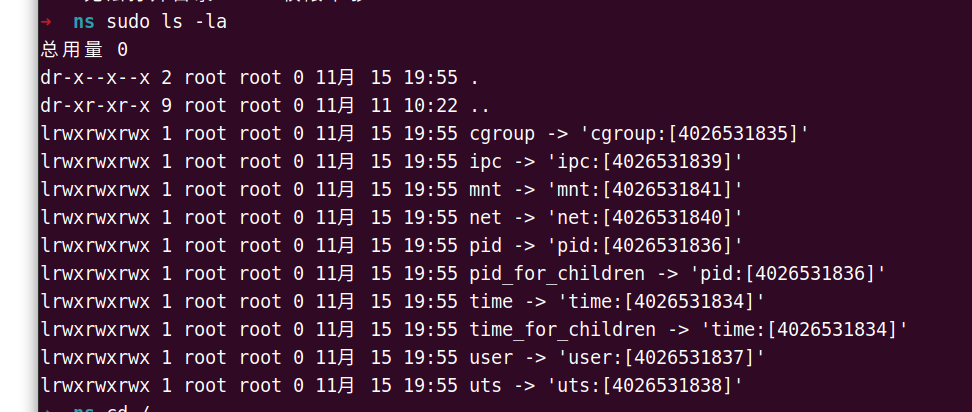 ➜ ns sudo ls -la
总用量 0
dr-x--x--x 2 root root 0 11月 15 19:55 .
dr-xr-xr-x 9 root root 0 11月 11 10:22 ..
lrwxrwxrwx 1 root root 0 11月 15 19:55 cgroup -> 'cgroup:[4026531835]'
lrwxrwxrwx 1 root root 0 11月 15 19:55 ipc -> 'ipc:[4026531839]'
lrwxrwxrwx 1 root root 0 11月 15 19:55 mnt -> 'mnt:[4026531841]'
lrwxrwxrwx 1 root root 0 11月 15 19:55 net -> 'net:[4026531840]'
lrwxrwxrwx 1 root root 0 11月 15 19:55 pid -> 'pid:[4026531836]'
lrwxrwxrwx 1 root root 0 11月 15 19:55 pid_for_children -> 'pid:[4026531836]'
lrwxrwxrwx 1 root root 0 11月 15 19:55 time -> 'time:[4026531834]'
lrwxrwxrwx 1 root root 0 11月 15 19:55 time_for_children -> 'time:[4026531834]'
lrwxrwxrwx 1 root root 0 11月 15 19:55 user -> 'user:[4026531837]'
lrwxrwxrwx 1 root root 0 11月 15 19:55 uts -> 'uts:[4026531838]'
➜ ns cd /